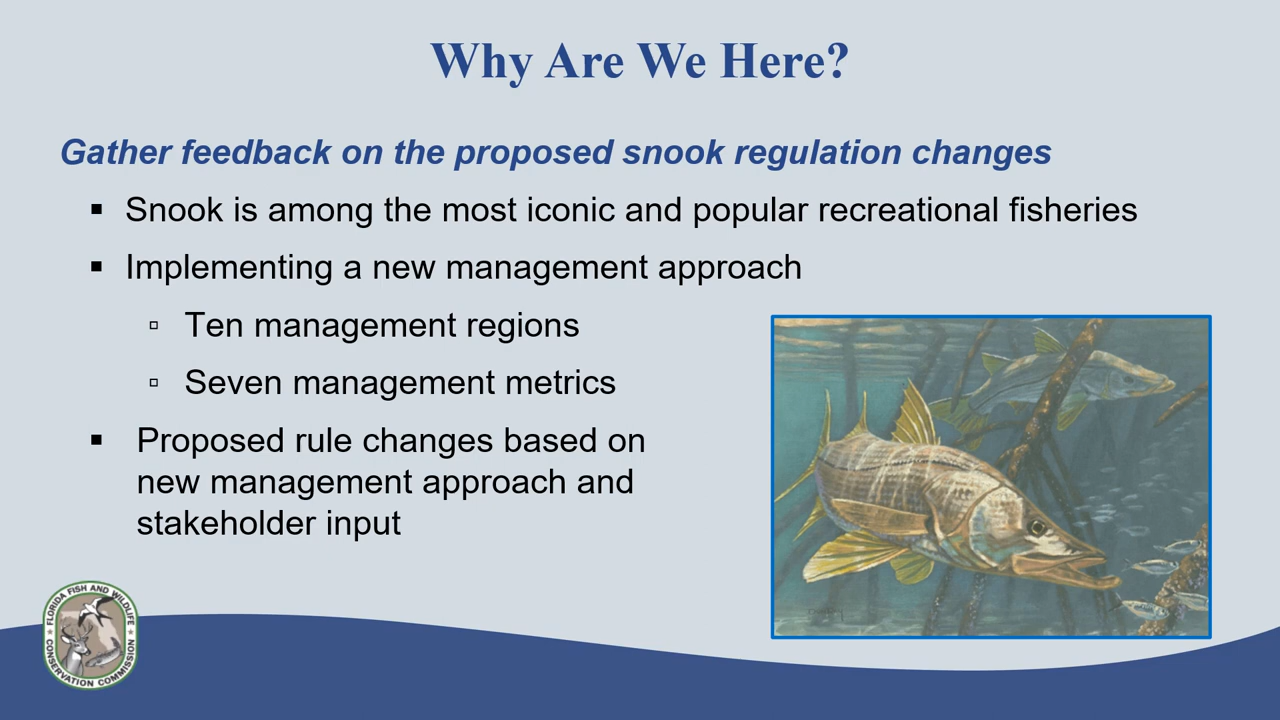 Why Are We Here?
Gather feedback on the proposed snook regulation changes
▪ Snook is among the most iconic and popular recreational fisheries
▪ Implementing a new management approach
▫ Ten management regions
▫ Seven management metrics
▪ Proposed rule changes based on
new management approach and
stakeholder input
FLORIDA FISH AND WILDLIFE
CONSERVATION COMMISSION